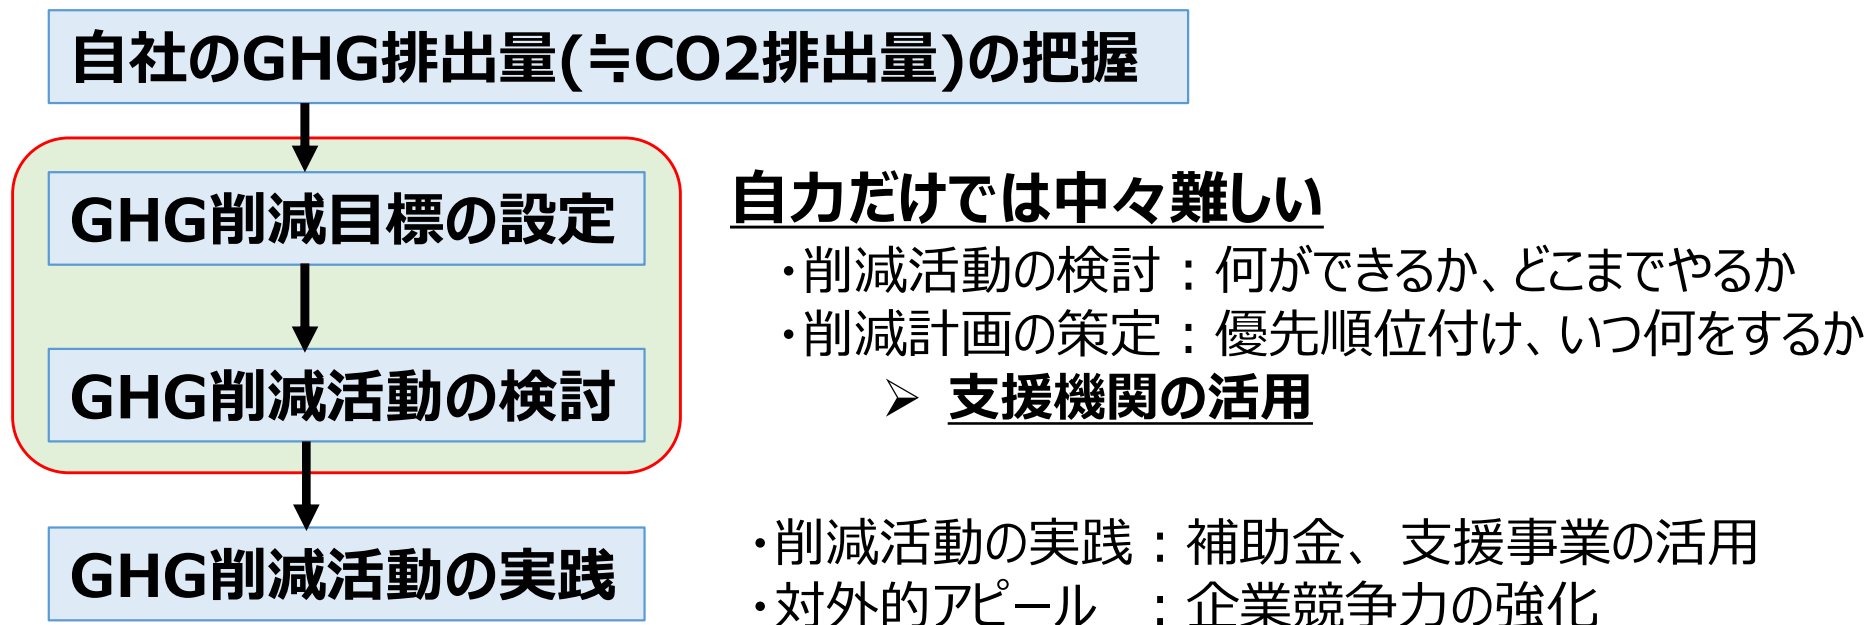 自社のGHG排出量(≒CO2排出量)の把握
GHG削減目標の設定
GHG削減活動の検討
GHG削減活動の実践
自力だけでは中々難しい
・削減活動の検討：何ができるか、どこまでやるか
・削減計画の策定：優先順位付け、いつ何をするか
➢ 支援機関の活用
・削減活動の実践：補助金、支援事業の活用
・対外的アピール　：企業競争力の強化